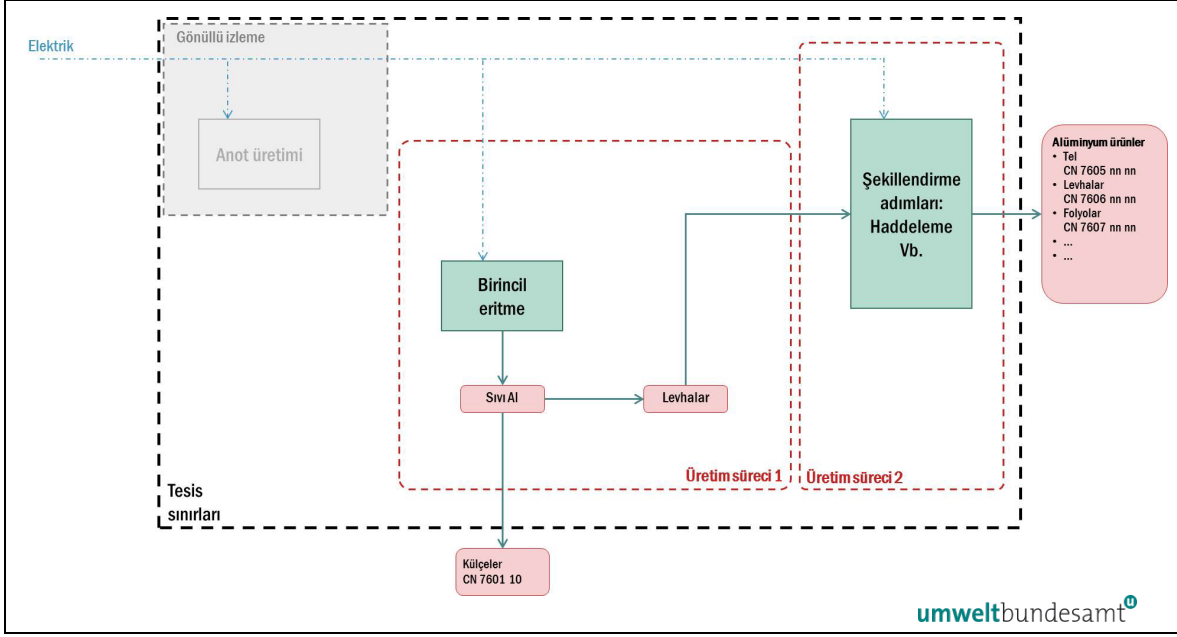 Gönüllü izleme
Elektrik
Anot üretimi
Birincil
eritme
Sıvı Al
Levhalar
Şekillendirme
adımları:
Haddeleme
Vb.
Alüminyum ürünler
• Tel
CN 7605 nn nn
• Levhalar
CN 7606 nn nn
• Folyolar
CN 7607 nn nn
• ...
• ...
Üretim süreci 1
Üretim süreci 2
Tesis
sınırları
Külçeler
CN 7601 10
umweltbundesamt
u